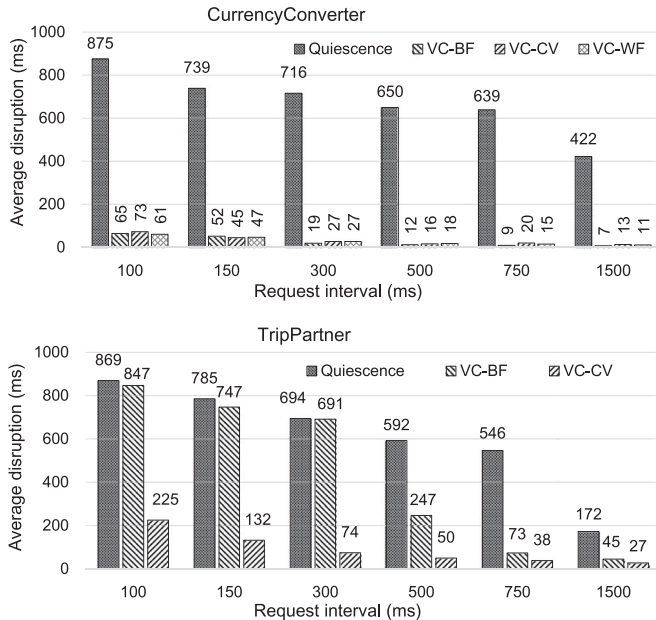 CurrencyConverter
1000
800
600
400
200
0
Average disruption (ms)
Quiescence VC-BF VC-CV VC-WF
875 65 73 61
739 52 45 47
716 19 27 27
650 12 16 18
639 9 20 15
422 7 13 11
100 150 300 500 750 1500
Request interval (ms)
TripPartner
1000
800
600
400
200
0
Average disruption (ms)
Quiescence VC-BF VC-CV
869 847 225
785 747 132
694 691 74
592 247 50
546 73 38
172 45 27
100 150 300 500 750 1500
Request interval (ms)